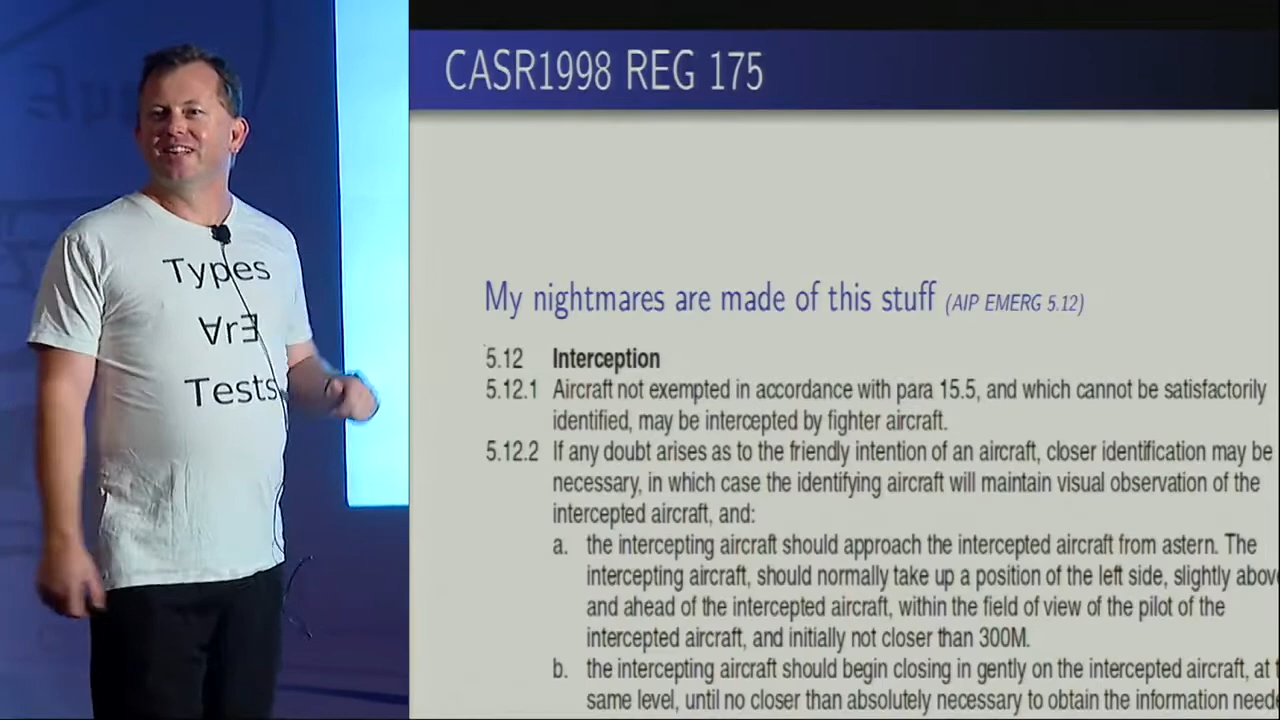 Types
∀r∃
Tests
CASR1998 REG 175
My nightmares are made of this stuff (AIP EMERG 5.12)
5.12 Interception
5.12.1 Aircraft not exempted in accordance with para 15.5, and which cannot be satisfactorily
identified, may be intercepted by fighter aircraft.
5.12.2 If any doubt arises as to the friendly intention of an aircraft, closer identification may be
necessary, in which case the identifying aircraft will maintain visual observation of the
intercepted aircraft, and:
a. the intercepting aircraft should approach the intercepted aircraft from astern. The
intercepting aircraft, should normally take up a position of the left side, slightly abov
and ahead of the intercepted aircraft, within the field of view of the pilot of the
intercepted aircraft, and initially not closer than 300M.
b. the intercepting aircraft should begin closing in gently on the intercepted aircraft, at t
same level, until no closer than absolutely necessary to obtain the information neede